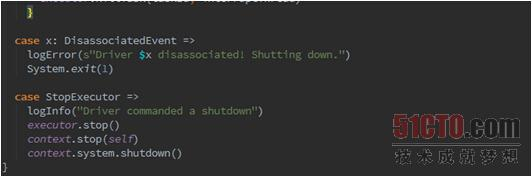 }
case x: DisassociatedEvent =>
logError(s"Driver $x disassociated! Shutting down.")
System.exit(1)
case StopExecutor =>
logInfo("Driver commanded a shutdown")
executor.stop()
context.stop(self)
context.system.shutdown()
}
51CTO.com
技术成就梦想